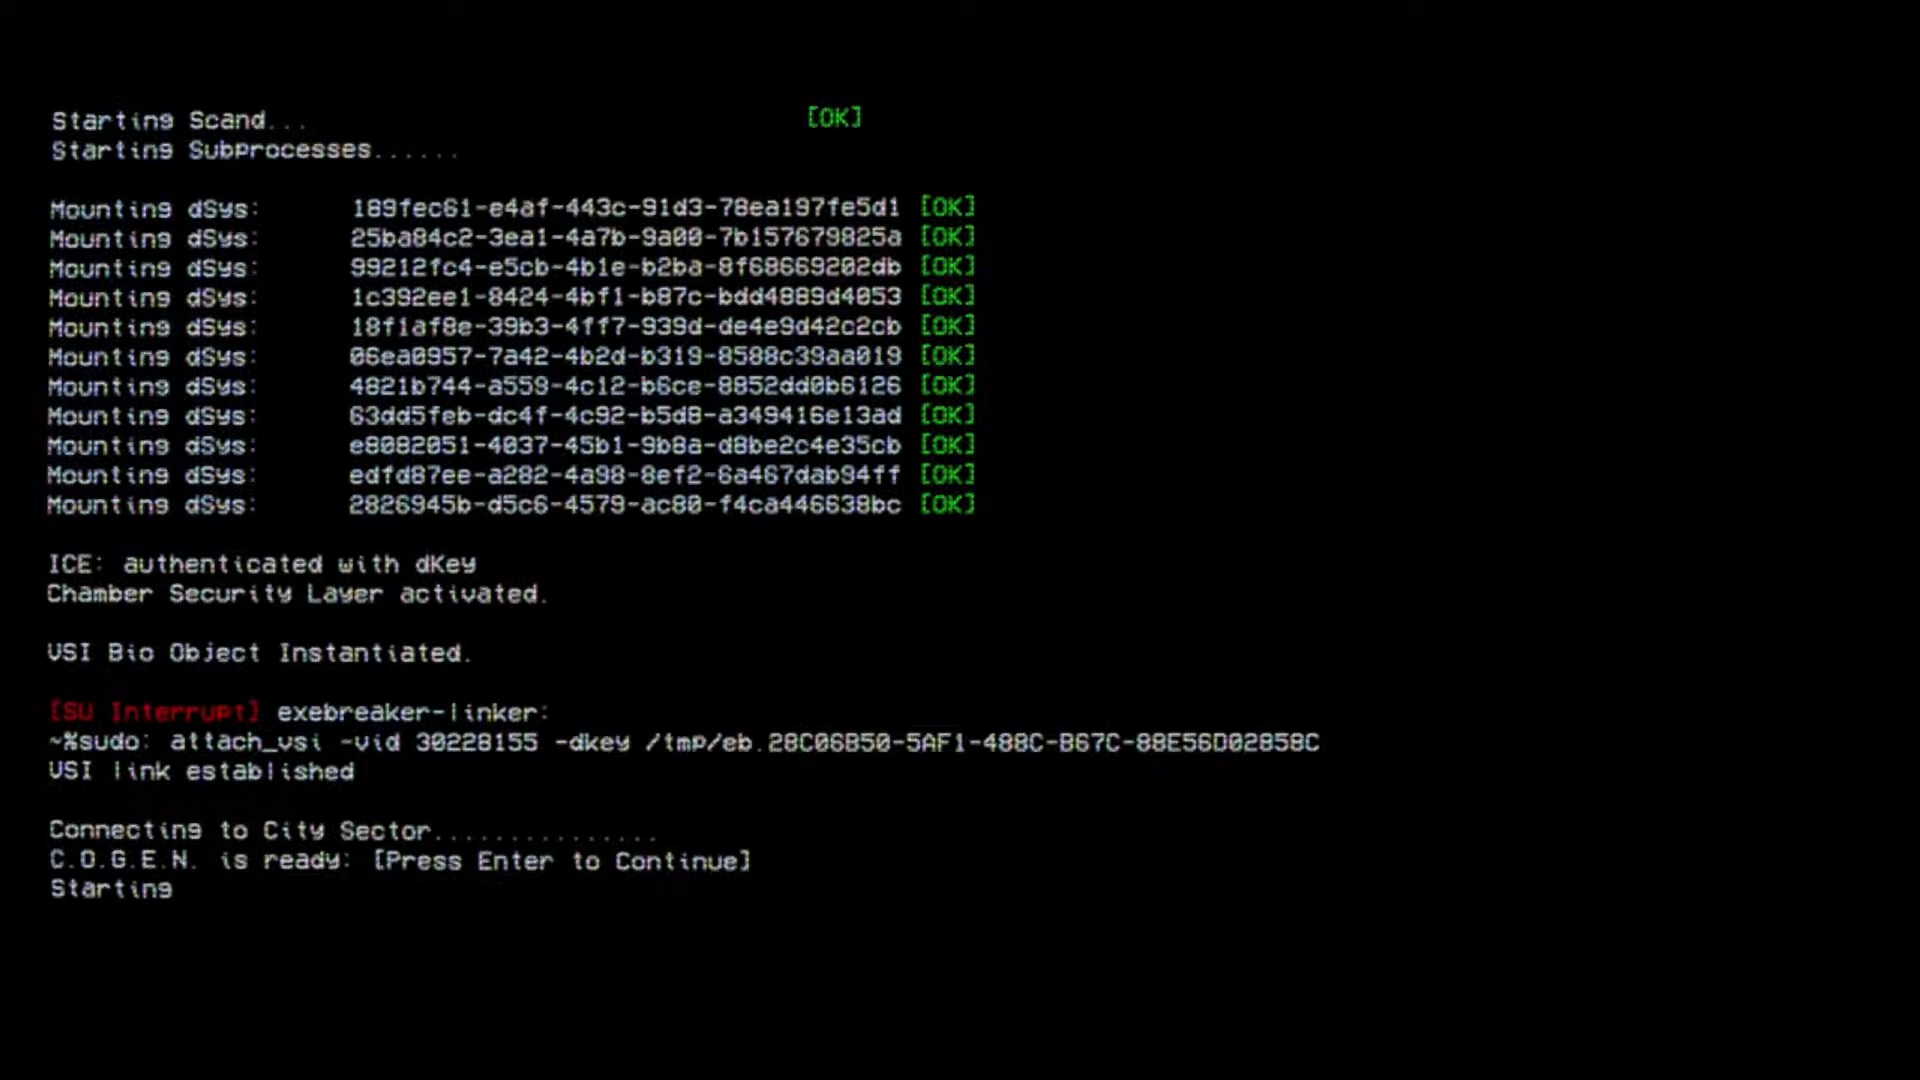 Starting Scand... [OK]
Starting Subprocesses......
Mounting dSys: 189fec61-e4af-443c-91d3-78ea197fe5d1 [OK]
Mounting dSys: 25ba84c2-3ea1-4a7b-9a00-7b157679825a [OK]
Mounting dSys: 99212fc4-e5cb-4b1e-b2ba-8f68669202db [OK]
Mounting dSys: 1c392ee1-8424-4bf1-b87c-bdd4889d4053 [OK]
Mounting dSys: 18f1af8e-39b3-4ff7-939d-de4e9d42c2cb [OK]
Mounting dSys: 06ea0957-7a42-4b2d-b319-8588c39aa019 [OK]
Mounting dSys: 4821b744-a559-4c12-b6ce-8852dd0b6126 [OK]
Mounting dSys: 63dd5feb-dc4f-4c92-b5d8-a349416e13ad [OK]
Mounting dSys: e8082051-4037-45b1-9b8a-d8be2c4e35cb [OK]
Mounting dSys: edfd87ee-a282-4a98-8ef2-6a467dab94ff [OK]
Mounting dSys: 2826945b-d5c6-4579-ac80-f4ca446638bc [OK]
ICE: authenticated with dKey
Chamber Security Layer activated.
VSI Bio Object Instantiated.
[SU Interrupt] exebreaker-linker:
~%sudo: attach_vsi -vid 30228155 -dkey /tmp/eb.28C06B50-5AF1-488C-B67C-88E56D02858C
VSI link established
Connecting to City Sector...............
C.O.G.E.N. is ready: [Press Enter to Continue]
Starting